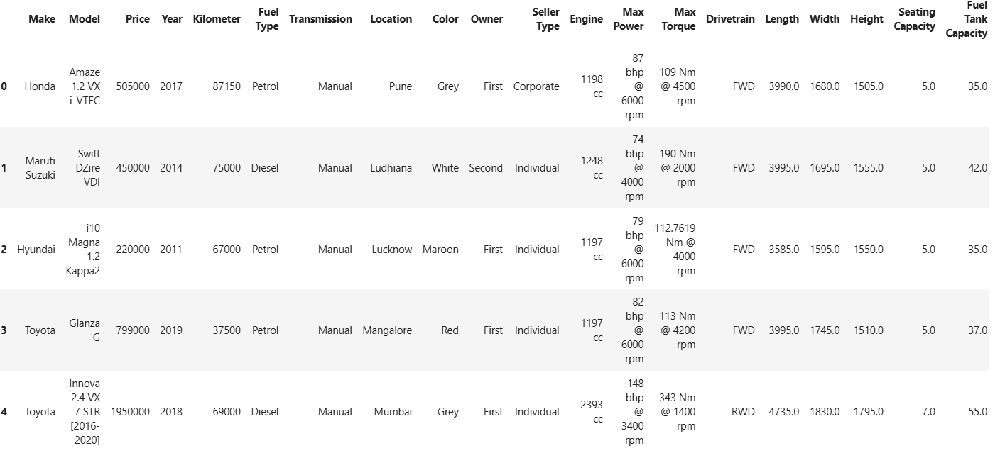 Make Model Price Year Kilometer Fuel Type Transmission Location Color Owner Seller Type Engine Max Power Max Torque Drivetrain Length Width Height Seating Capacity Fuel Tank Capacity
0 Honda Amaze 1.2 VX i-VTEC 505000 2017 87150 Petrol Manual Pune Grey First Corporate 1198 cc 87 bhp @ 6000 rpm 109 Nm @ 4500 rpm FWD 3990.0 1680.0 1505.0 5.0 35.0
1 Maruti Suzuki Swift DZire VDI 450000 2014 75000 Diesel Manual Ludhiana White Second Individual 1248 cc 74 bhp @ 4000 rpm 190 Nm @ 2000 rpm FWD 3995.0 1695.0 1555.0 5.0 42.0
2 Hyundai i10 Magna 1.2 Kappa2 220000 2011 67000 Petrol Manual Lucknow Maroon First Individual 1197 cc 79 bhp @ 6000 rpm 112.7619 Nm @ 4000 rpm FWD 3585.0 1595.0 1550.0 5.0 35.0
3 Toyota Glanza G 799000 2019 37500 Petrol Manual Mangalore Red First Individual 1197 cc 82 bhp @ 6000 rpm 113 Nm @ 4200 rpm FWD 3995.0 1745.0 1510.0 5.0 37.0
4 Toyota Innova 2.4 VX 7 STR [2016-2020] 1950000 2018 69000 Diesel Manual Mumbai Grey First Individual 2393 cc 148 bhp @ 3400 rpm 343 Nm @ 1400 rpm RWD 4735.0 1830.0 1795.0 7.0 55.0